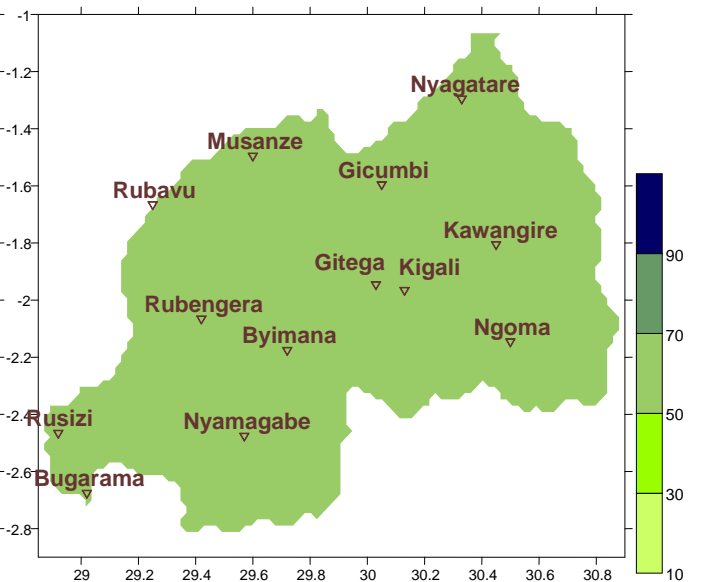 -1
-1.2
Nyagatare
-1.4
Musanze
Gicumbi
-1.6
Rubavu
-1.8
Kawangire
90
Gitega Kigali
-2
Rubengera
Ngoma
70
Byimana
-2.2
-2.4
Rusizi
Nyamagabe
50
-2.6
Bugarama
30
-2.8
10
29 29.2 29.4 29.6 29.8 30 30.2 30.4 30.6 30.8